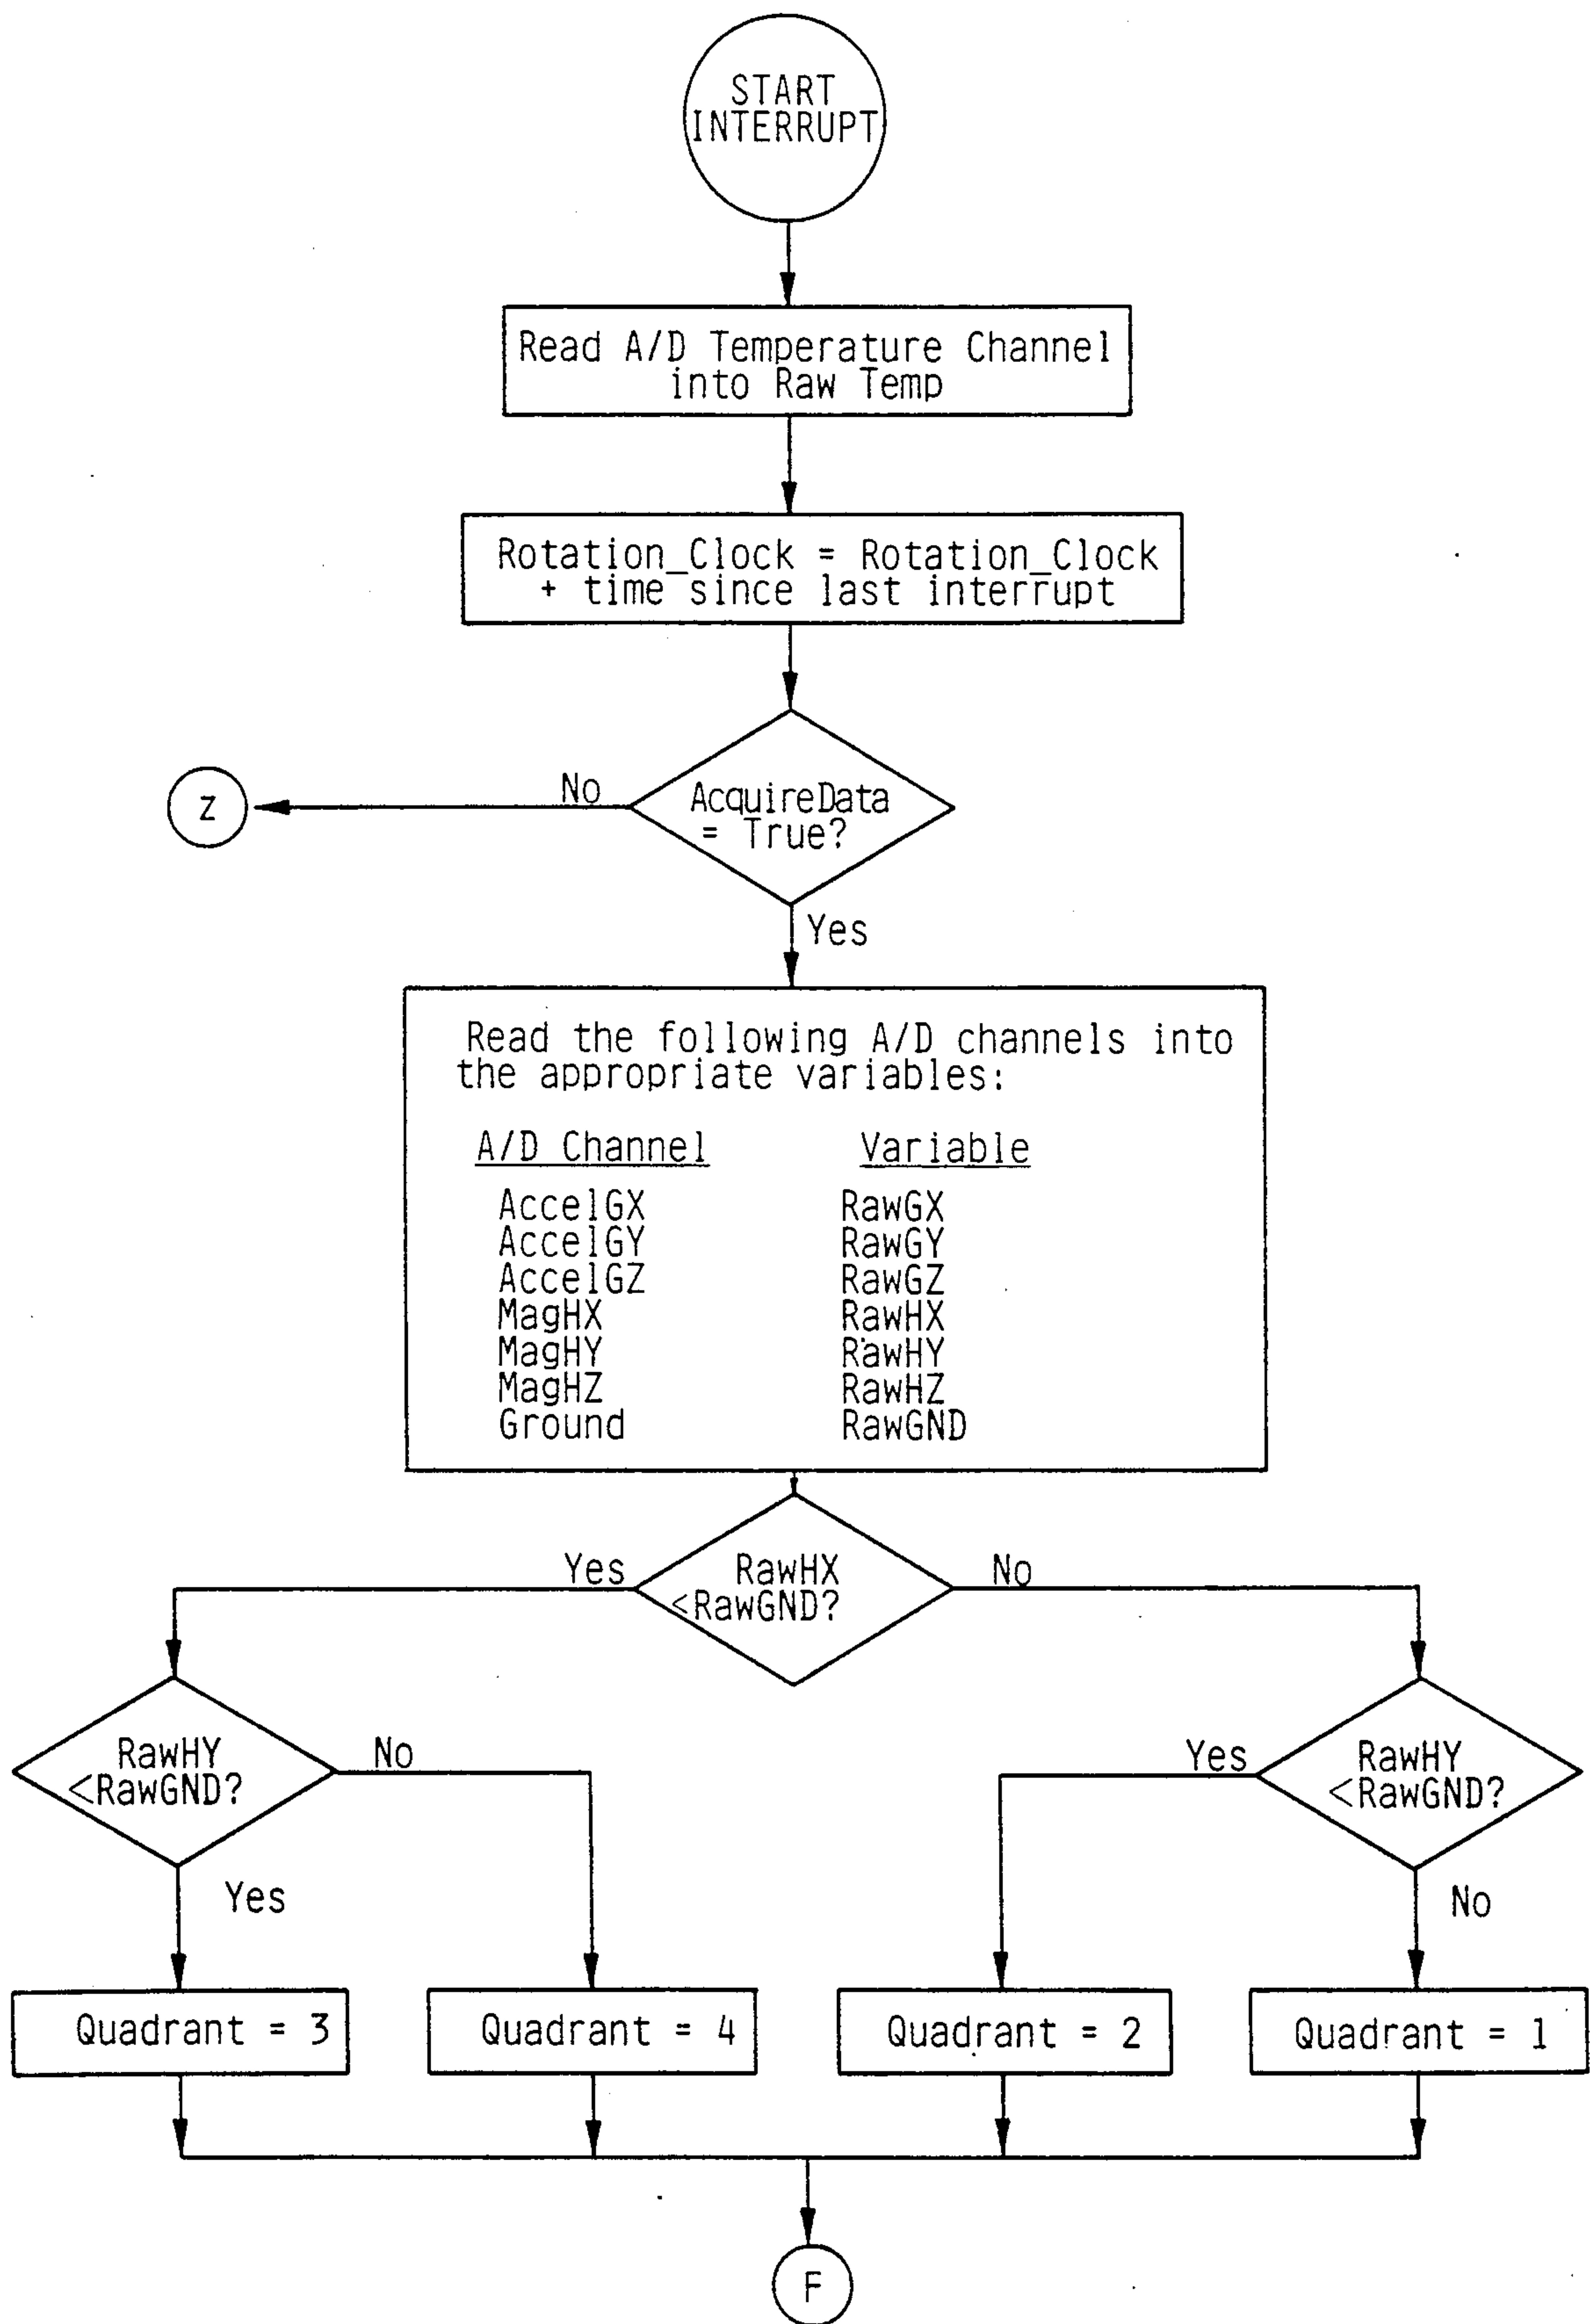 START
INTERRUPT
Read A/D Temperature Channel
into Raw Temp
Rotation_Clock = Rotation_Clock
+ time since last interrupt
AcquireData
= True?
No
Z
Yes
Read the following A/D channels into
the appropriate variables:
A/D Channel Variable
AccelGX RawGX
AccelGY RawGY
AccelGZ RawGZ
MagHX RawHX
MagHY RawHY
MagHZ RawHZ
Ground RawGND
RawHX
<RawGND?
Yes
No
RawHY
<RawGND?
No
Yes
RawHY
<RawGND?
Yes
No
Quadrant = 3
Quadrant = 4
Quadrant = 2
Quadrant = 1
F